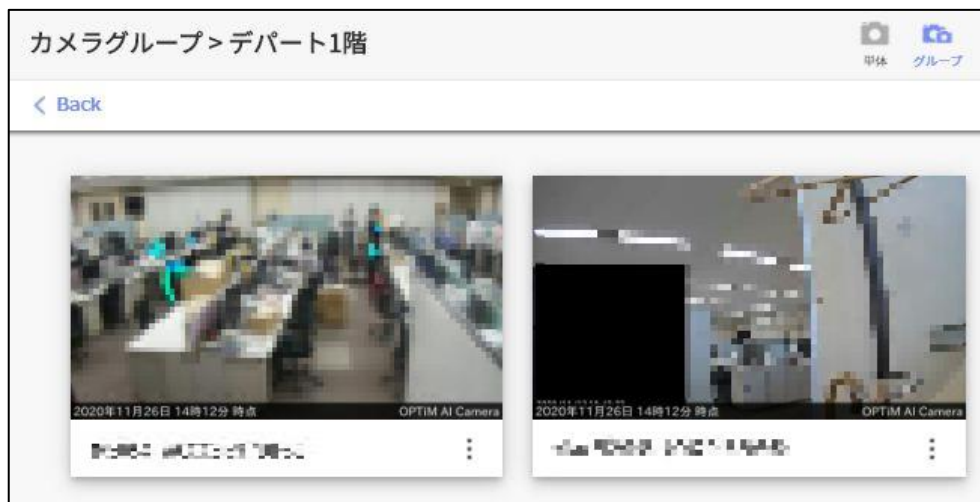 カメラグループ > デパート1階
単体
グループ
Back
2020年11月26日 14時12分 時点
OPTiM AI Camera
2020年11月26日 14時12分 時点
OPTiM AI Camera